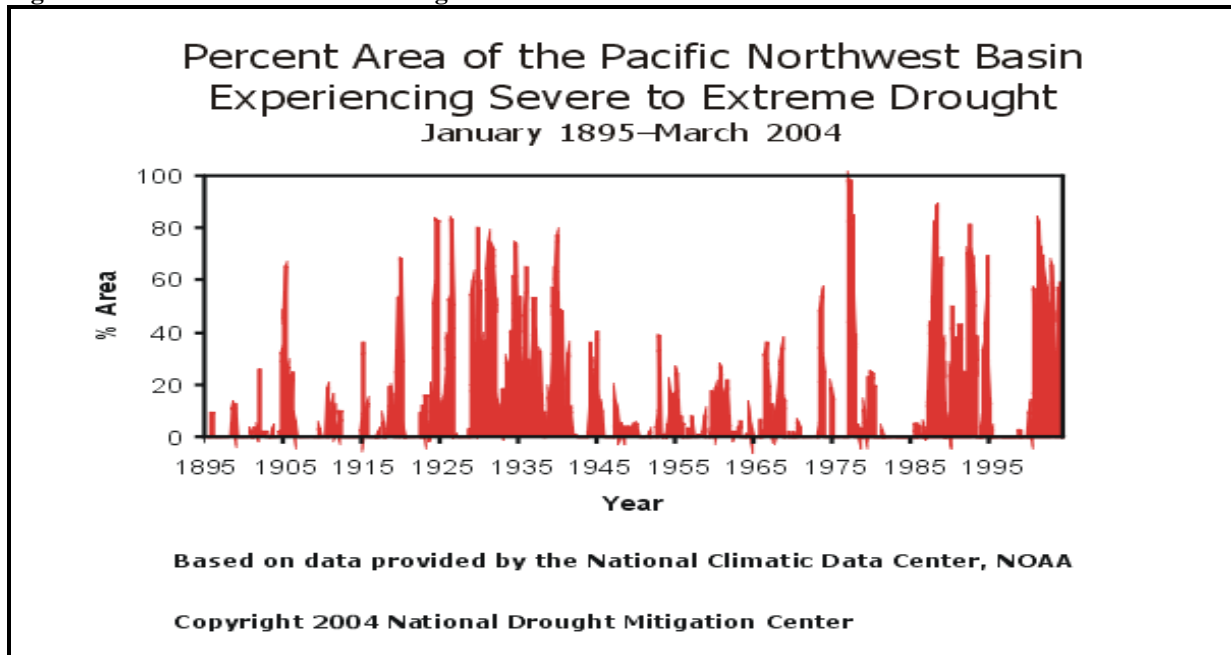 Percent Area of the Pacific Northwest Basin
Experiencing Severe to Extreme Drought
January 1895–March 2004
% Area
100
80
60
40
20
0
1895 1905 1915 1925 1935 1945 1955 1965 1975 1985 1995
Year
Based on data provided by the National Climatic Data Center, NOAA
Copyright 2004 National Drought Mitigation Center